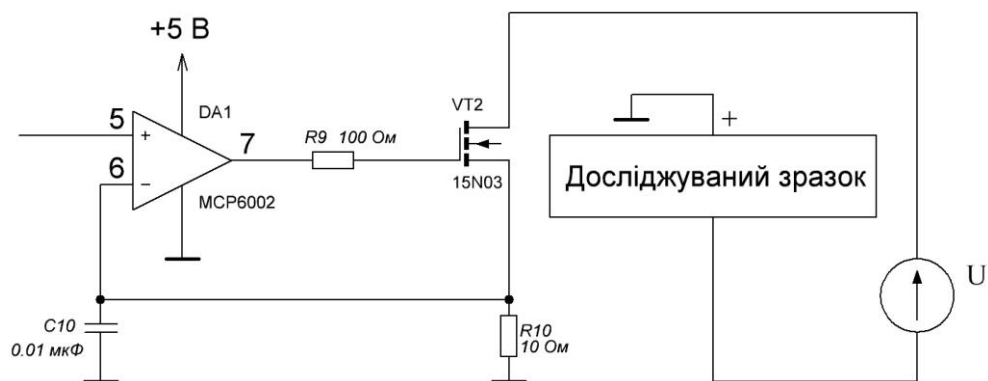 +5 В
5
+
DA1
7
6
−
MCP6002
R9 100 Ом
VT2
15N03
+
Досліджуваний зразок
U
C10
0.01 мкФ
R10
10 Ом